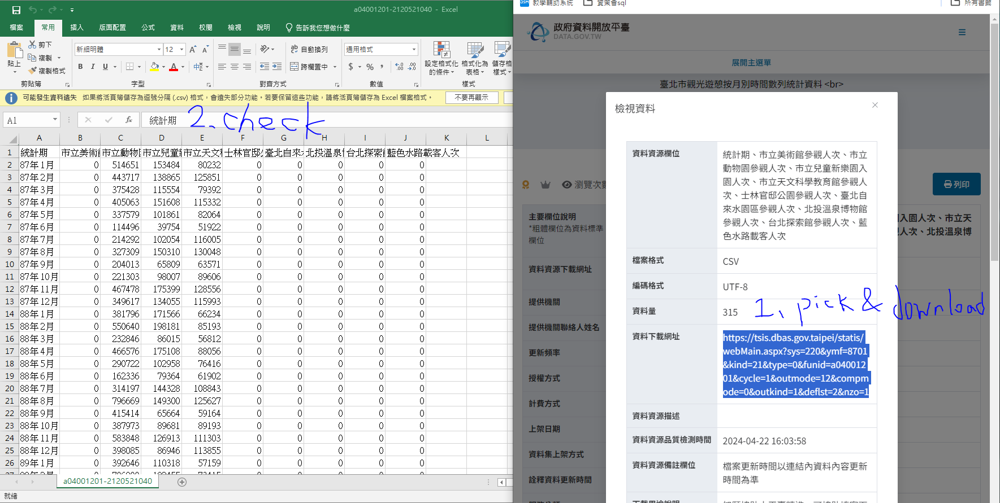 a04001201-2120521040 - Excel
檔案 常用 插入 版面配置 公式 資料 校閱 檢視 說明 告訴我您想做什麼
貼上 剪下 複製 複製格式 剪貼簿
新細明體 12 B I U A 中 字型
ab 自動換列 跨欄置中 對齊方式
通用格式 $ % , 數值
設定格式化的條件 格式化為表格 儲存格樣式 樣式
可能發生資料遺失 如果將活頁簿儲存為逗號分隔 (.csv) 格式，會遺失部分功能。若要保留這些功能，請將活頁簿儲存為 Excel 檔案格式。 不要再顯示
A1 fx 統計期
2. check
A B C D E F G H I J K L
1 統計期 市立美術館 市立動物園 市立兒童新 市立天文科 士林官邸公 臺北自來水 北投溫泉博 台北探索館 藍色水路載客人次
2 87年1月 0 514651 153484 80232 0 0 0 0 0
3 87年2月 0 443717 138865 125851 0 0 0 0 0
4 87年3月 0 375428 115554 79392 0 0 0 0 0
5 87年4月 0 405063 151608 115332 0 0 0 0 0
6 87年5月 0 337579 101861 82064 0 0 0 0 0
7 87年6月 0 114496 39754 51922 0 0 0 0 0
8 87年7月 0 214292 102054 116005 0 0 0 0 0
9 87年8月 0 327309 150310 130048 0 0 0 0 0
10 87年9月 0 204013 65809 63571 0 0 0 0 0
11 87年10月 0 221303 98007 89606 0 0 0 0 0
12 87年11月 0 467478 175399 128556 0 0 0 0 0
13 87年12月 0 349617 134055 115993 0 0 0 0 0
14 88年1月 0 381796 171566 66234 0 0 0 0 0
15 88年2月 0 550640 198181 85193 0 0 0 0 0
16 88年3月 0 232846 86015 56812 0 0 0 0 0
17 88年4月 0 466576 175108 88056 0 0 0 0 0
18 88年5月 0 290722 102958 76416 0 0 0 0 0
19 88年6月 0 162336 79364 61902 0 0 0 0 0
20 88年7月 0 314197 144328 108843 0 0 0 0 0
21 88年8月 0 796669 149300 125627 0 0 0 0 0
22 88年9月 0 415414 65664 59164 0 0 0 0 0
23 88年10月 0 387973 89681 89193 0 0 0 0 0
24 88年11月 0 583848 126913 111303 0 0 0 0 0
25 88年12月 0 398085 86946 113855 0 0 0 0 0
26 89年1月 0 392646 110318 57159 0 0 0 0 0
a04001201-2120521040
就緒
DSM 教學輔助系統 資策會sql 所有書籤
政府資料開放平臺
DATA.GOV.TW
展開主選單
臺北市觀光遊憩按月別時間數列統計資料 <br>
瀏覽次數
列印
主要欄位說明
*粗體欄位為資料標準欄位
入園人次、市立天
人次、北投溫泉博
資料資源下載網址
提供機關
提供機關聯絡人姓名
更新頻率
授權方式
計費方式
上架日期
資料集上架方式
詮釋資料更新時間
檢視資料 ×
資料資源欄位
統計期、市立美術館參觀人次、市立
動物園參觀人次、市立兒童新樂園入
園人次、市立天文科學教育館參觀人
次、士林官邸公園參觀人次、臺北自
來水園區參觀人次、北投溫泉博物館
參觀人次、台北探索館參觀人次、藍
色水路載客人次
檔案格式 CSV
編碼格式 UTF-8
資料量 315
1、pick & download
資料下載網址
https://tsis.dbas.gov.taipei/statis/
webMain.aspx?sys=220&ymf=8701
&kind=21&type=0&funid=a040012
01&cycle=1&outmode=12&compm
ode=0&outkind=1&deflst=2&nzo=1
資料資源描述
資料資源品質檢測時間 2024-04-22 16:03:58
資料資源備註欄位
檔案更新時間以連結內資料內容更新
時間為準